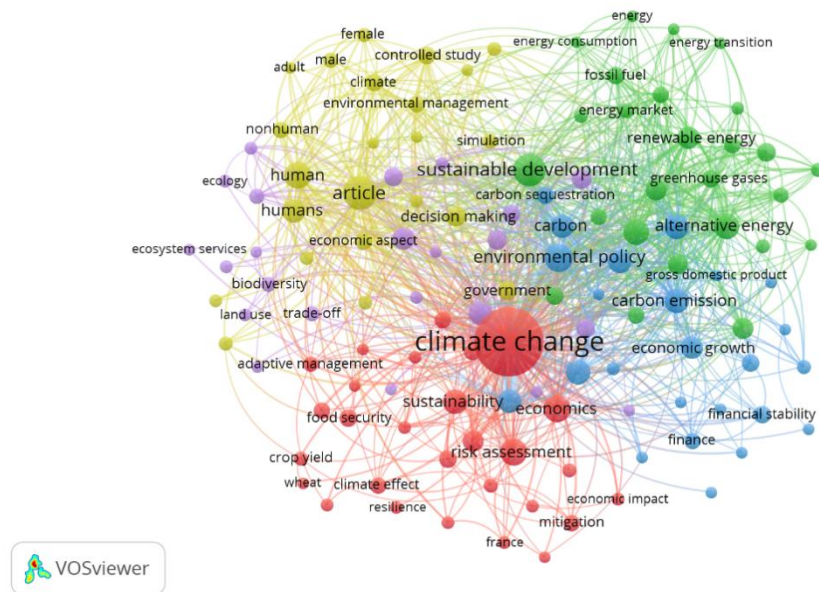 energy
female
energy consumption
energy transition
male
controlled study
adult
climate
fossil fuel
environmental management
energy market
nonhuman
simulation
renewable energy
human
sustainable development
ecology
article
carbon sequestration
greenhouse gases
humans
decision making
carbon
alternative energy
economic aspect
ecosystem services
environmental policy
gross domestic product
biodiversity
government
carbon emission
land use
trade-off
climate change
economic growth
adaptive management
sustainability
economics
food security
financial stability
finance
risk assessment
crop yield
wheat
climate effect
economic impact
resilience
mitigation
france
VOSviewer